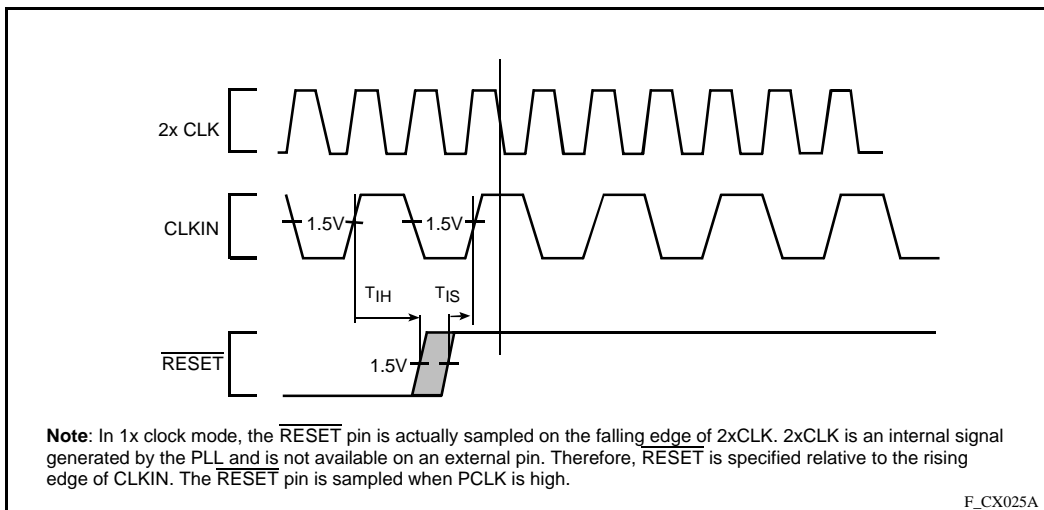 2x CLK
CLKIN
1.5V
1.5V
TIH
TIS
RESET
1.5V
Note: In 1x clock mode, the RESET pin is actually sampled on the falling edge of 2xCLK. 2xCLK is an internal signal
generated by the PLL and is not available on an external pin. Therefore, RESET is specified relative to the rising
edge of CLKIN. The RESET pin is sampled when PCLK is high.
F_CX025A